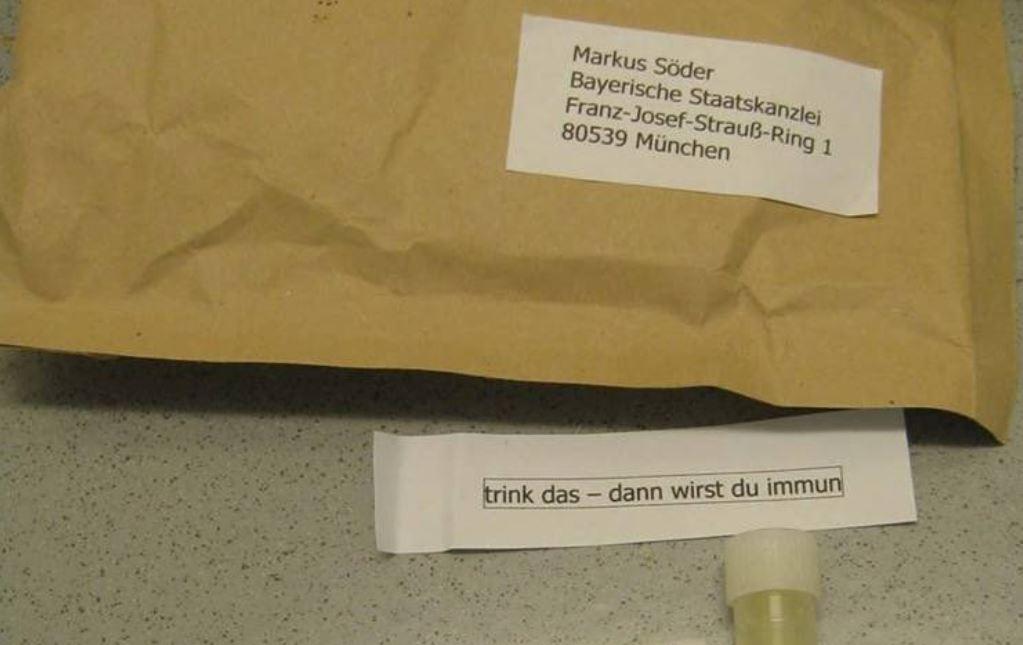 Markus Söder
Bayerische Staatskanzlei
Franz-Josef-Strauß-Ring 1
80539 München
trink das – dann wirst du immun